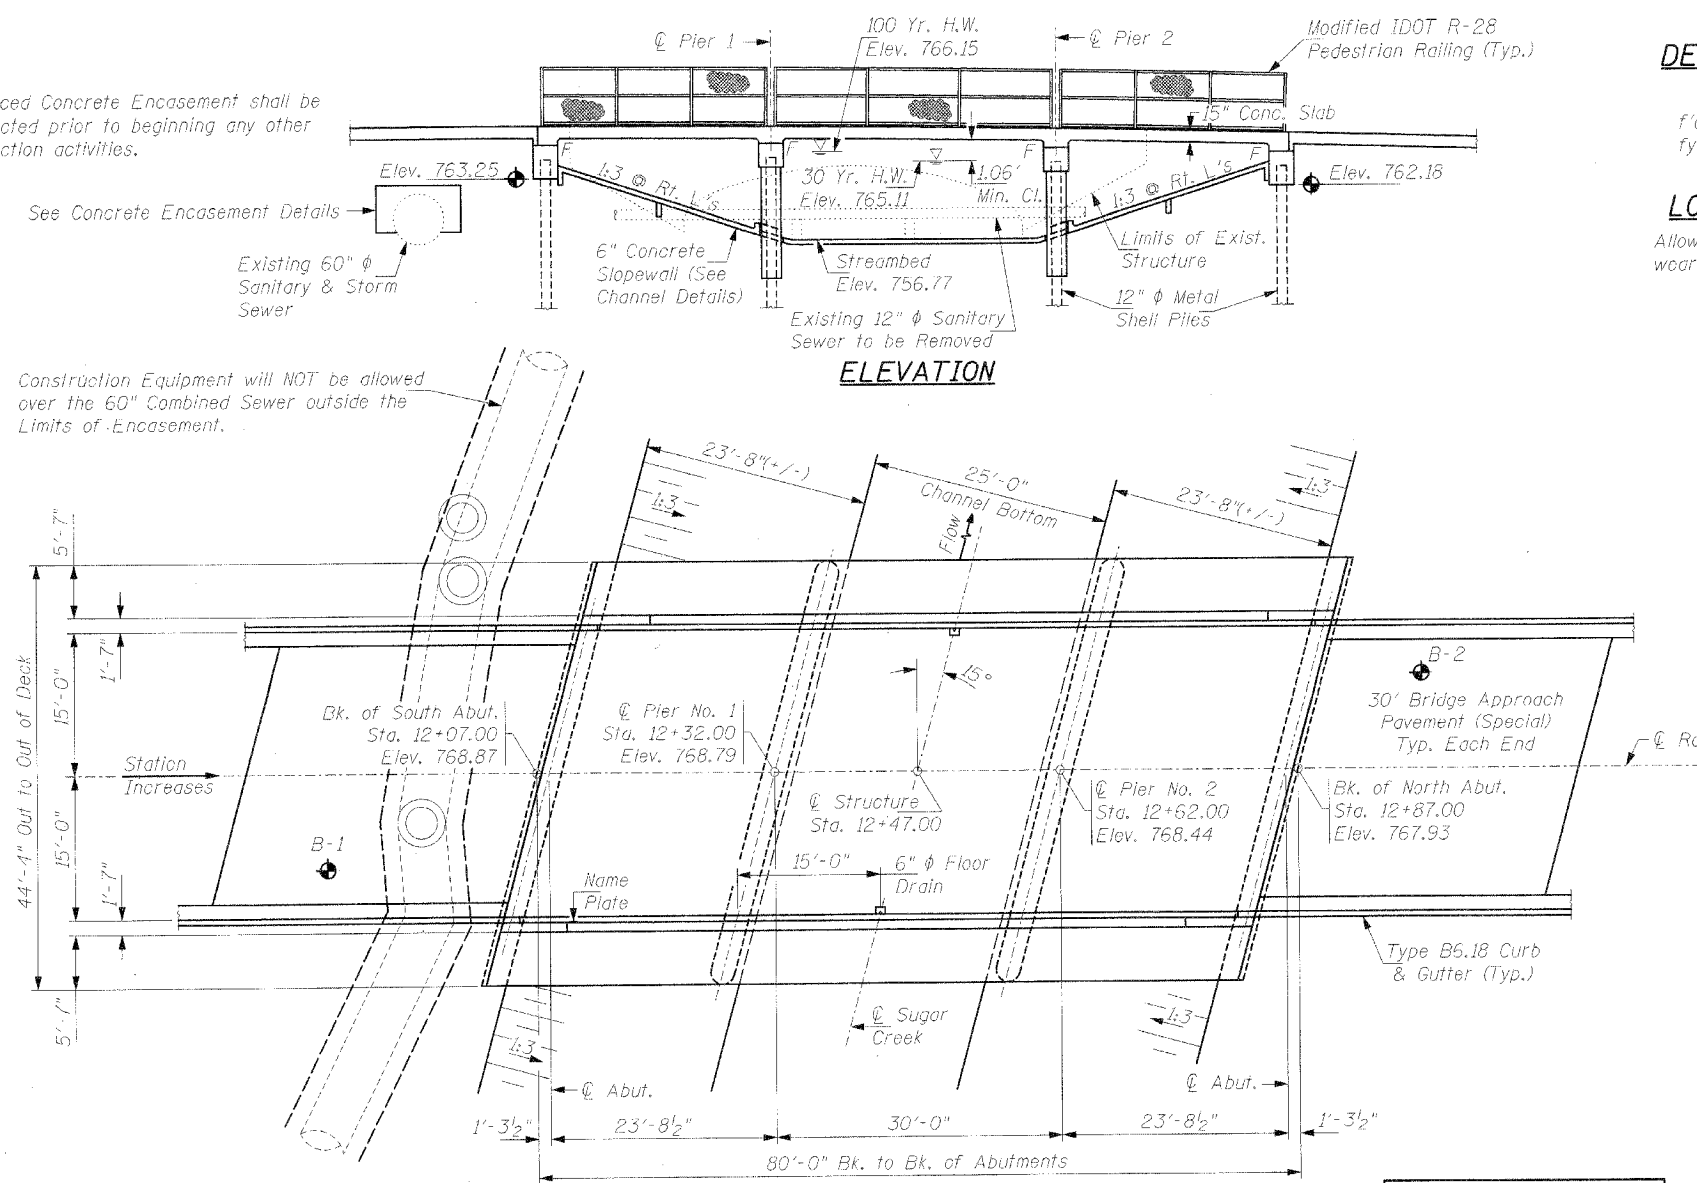 ℄ Pier 1
100 Yr. H.W.
Elev. 766.15
℄ Pier 2
Modified IDOT R-28
Pedestrian Railing (Typ.)
ced Concrete Encasement shall be
cted prior to beginning any other
ction activities.
15" Conc. Slab
F
F
F
F
Elev. 763.25
1:3 @ Rt. L's
30 Yr. H.W.
Elev. 765.11
1.06'
Min. Cl.
1:3 @ Rt. L's
Elev. 762.18
See Concrete Encasement Details
Existing 60" ϕ
Sanitary & Storm
Sewer
6" Concrete
Slopewall (See
Channel Details)
Streambed
Elev. 756.77
Limits of Exist.
Structure
12" ϕ Metal
Shell Piles
Existing 12" ϕ Sanitary
Sewer to be Removed
ELEVATION
DE
f'c
fy
LO
Allow
wear
Construction Equipment will NOT be allowed
over the 60" Combined Sewer outside the
Limits of Encasement.
23'-8"(+/-)
25'-0"
Channel Bottom
23'-8"(+/-)
1:3
1:3
Flow
5'-7"
1'-7"
15'-0"
44'-4" Out to Out of Deck
15'-0"
1'-7"
5'-7"
15°
B-2
30' Bridge Approach
Pavement (Special)
Typ. Each End
℄ Ro
Bk. of South Abut.
Sta. 12+07.00
Elev. 768.87
℄ Pier No. 1
Sta. 12+32.00
Elev. 768.79
Station
Increases
℄ Structure
Sta. 12+47.00
℄ Pier No. 2
Sta. 12+62.00
Elev. 768.44
Bk. of North Abut.
Sta. 12+87.00
Elev. 767.93
B-1
15'-0"
6" ϕ Floor
Drain
Name
Plate
Type B6.18 Curb
& Gutter (Typ.)
℄ Sugar
Creek
1:3
1:3
℄ Abut.
℄ Abut.
1'-3½"
23'-8½"
30'-0"
23'-8½"
1'-3½"
80'-0" Bk. to Bk. of Abutments